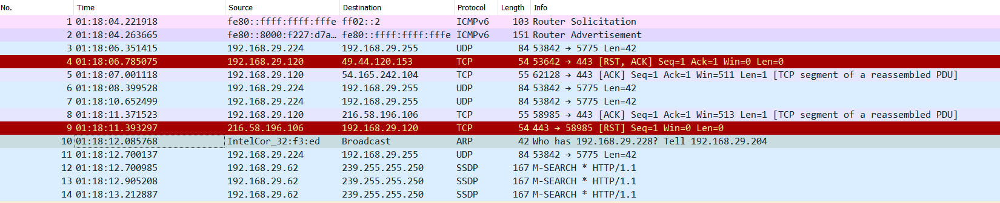 No. Time Source Destination Protocol Length Info
1 01:18:04.221918 fe80::ffff:ffff:fffe ff02::2 ICMPv6 103 Router Solicitation
2 01:18:04.263665 fe80::8000:f227:d7a… fe80::ffff:ffff:fffe ICMPv6 151 Router Advertisement
3 01:18:06.351415 192.168.29.224 192.168.29.255 UDP 84 53842 → 5775 Len=42
4 01:18:06.785075 192.168.29.120 49.44.120.153 TCP 54 53642 → 443 [RST, ACK] Seq=1 Ack=1 Win=0 Len=0
5 01:18:07.001118 192.168.29.120 54.165.242.104 TCP 55 62128 → 443 [ACK] Seq=1 Ack=1 Win=511 Len=1 [TCP segment of a reassembled PDU]
6 01:18:08.399528 192.168.29.224 192.168.29.255 UDP 84 53842 → 5775 Len=42
7 01:18:10.652499 192.168.29.224 192.168.29.255 UDP 84 53842 → 5775 Len=42
8 01:18:11.371523 192.168.29.120 216.58.196.106 TCP 55 58985 → 443 [ACK] Seq=1 Ack=1 Win=513 Len=1 [TCP segment of a reassembled PDU]
9 01:18:11.393297 216.58.196.106 192.168.29.120 TCP 54 443 → 58985 [RST] Seq=1 Win=0 Len=0
10 01:18:12.085768 IntelCor_32:f3:ed Broadcast ARP 42 Who has 192.168.29.228? Tell 192.168.29.204
11 01:18:12.700137 192.168.29.224 192.168.29.255 UDP 84 53842 → 5775 Len=42
12 01:18:12.700985 192.168.29.62 239.255.255.250 SSDP 167 M-SEARCH * HTTP/1.1
13 01:18:12.905208 192.168.29.62 239.255.255.250 SSDP 167 M-SEARCH * HTTP/1.1
14 01:18:13.212887 192.168.29.62 239.255.255.250 SSDP 167 M-SEARCH * HTTP/1.1